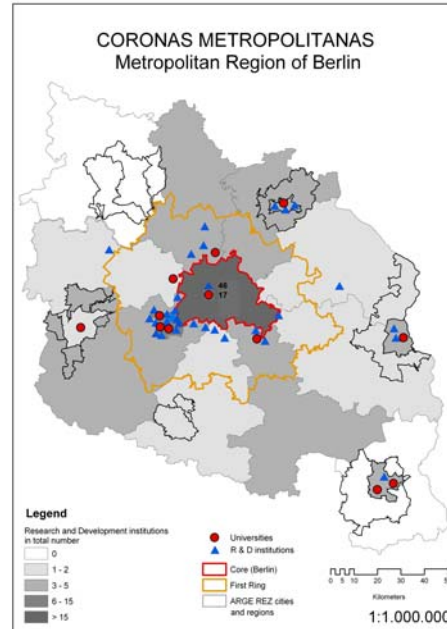 CORONAS METROPOLITANAS
Metropolitan Region of Berlin
46
17
Legend
Research and Development institutions
in total number
0
1 - 2
3 - 5
6 - 15
> 15
Universities
R & D institutions
Core (Berlin)
First Ring
ARGE REZ cities
and regions
0 5 10 20 30 40 50
Kilometers
1:1.000.000